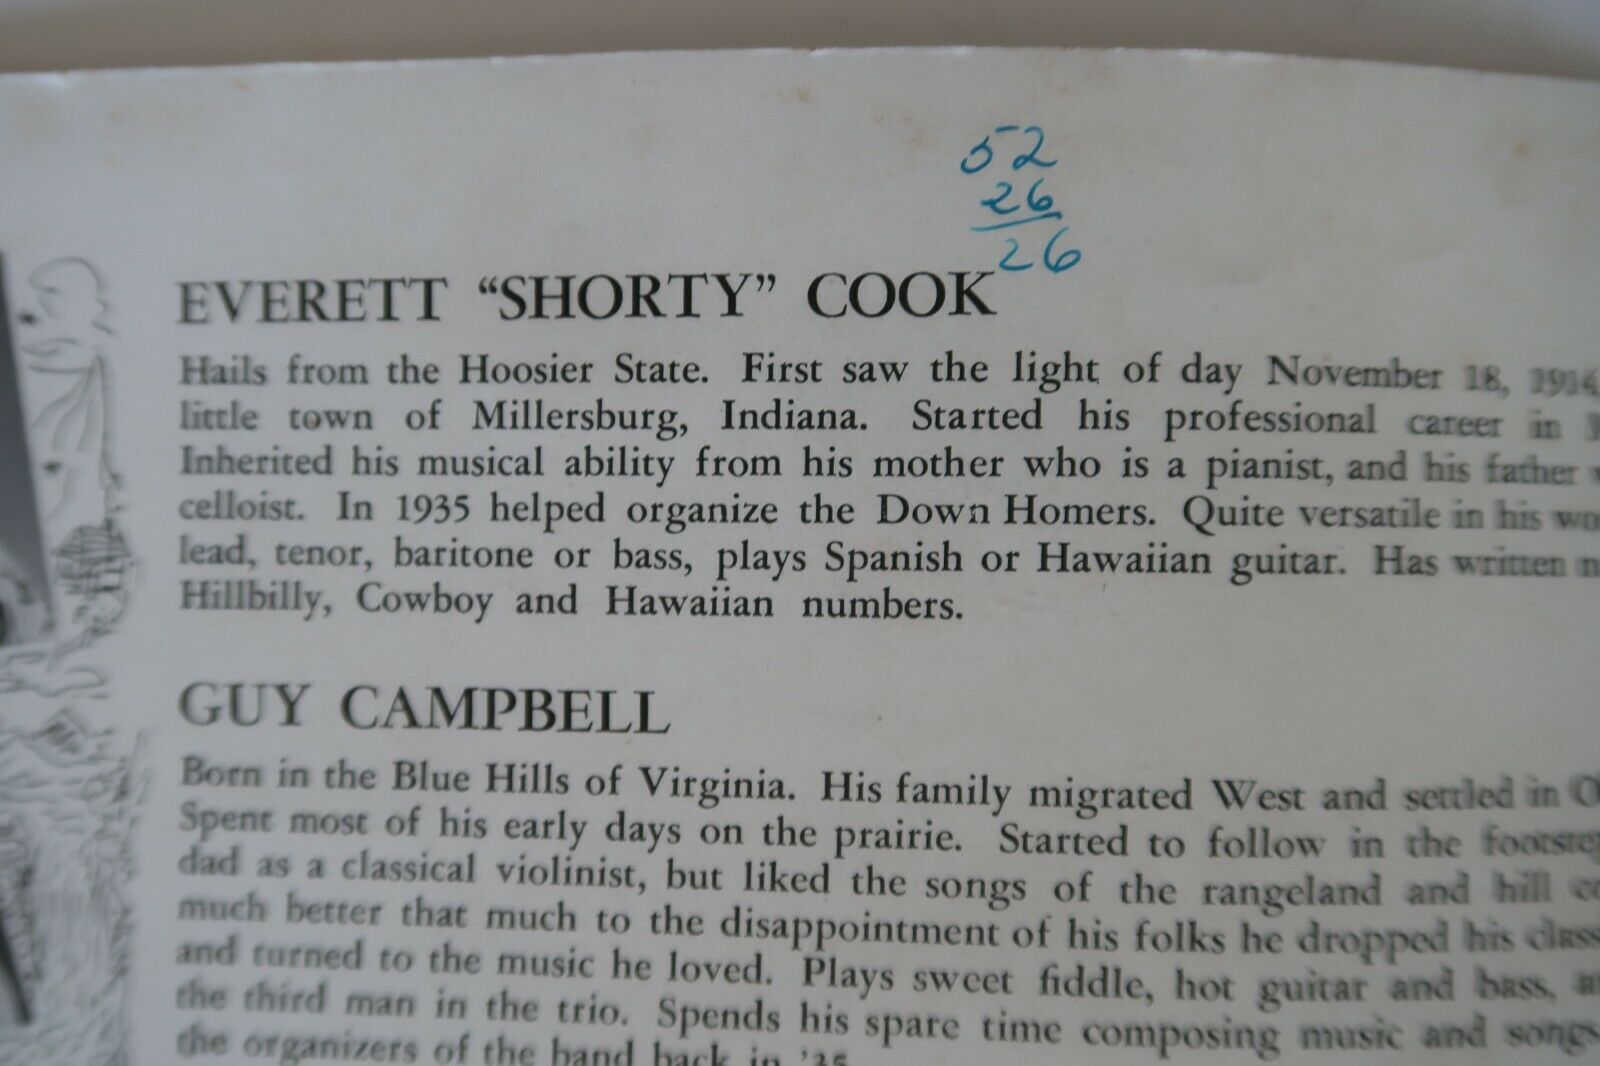 52
26
26
EVERETT “SHORTY” COOK
Hails from the Hoosier State. First saw the light of day November 18, 1914,
little town of Millersburg, Indiana. Started his professional career in
Inherited his musical ability from his mother who is a pianist, and his father
celloist. In 1935 helped organize the Down Homers. Quite versatile in his
lead, tenor, baritone or bass, plays Spanish or Hawaiian guitar. Has written
Hillbilly, Cowboy and Hawaiian numbers.
GUY CAMPBELL
Born in the Blue Hills of Virginia. His family migrated West and settled in
Spent most of his early days on the prairie. Started to follow in the
dad as a classical violinist, but liked the songs of the rangeland and hill
much better that much to the disappointment of his folks he dropped his
and turned to the music he loved. Plays sweet fiddle, hot guitar and bass,
the third man in the trio. Spends his spare time composing music and songs
the organizers of the band back in ’35